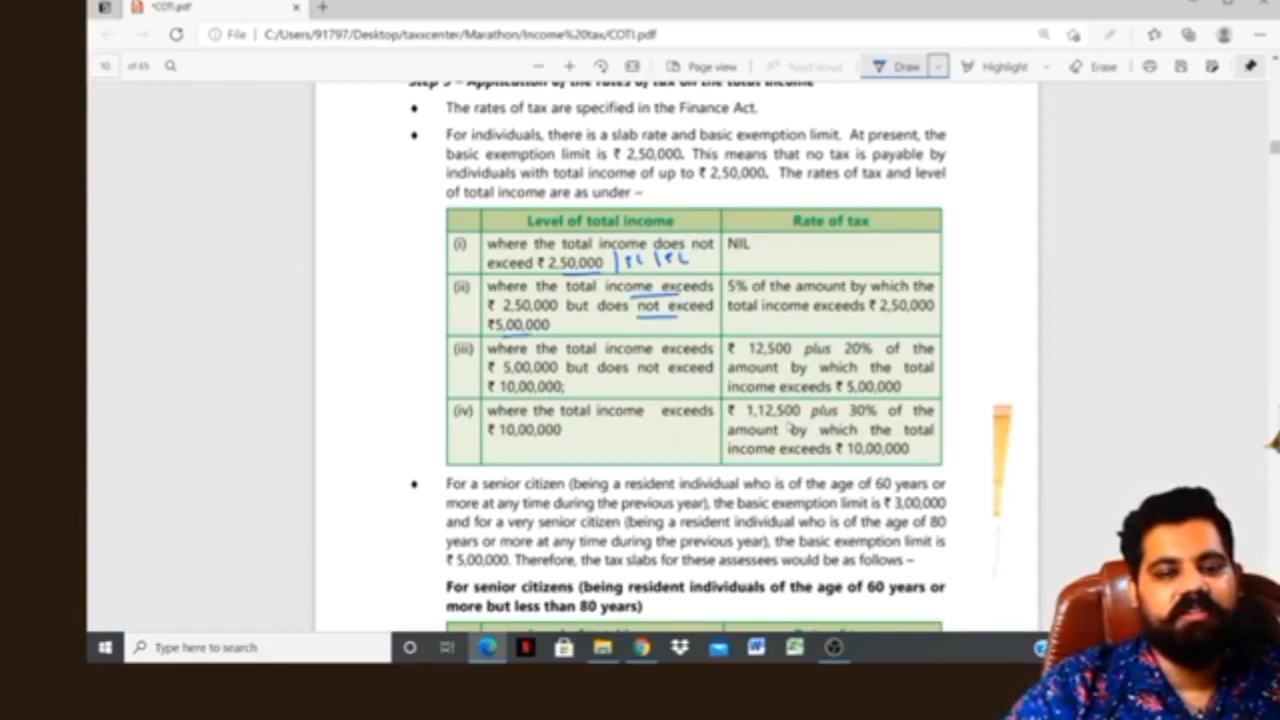 *COTI.pdf
File | C:/Users/91797/Desktop/taxxcenter/Marathon/Income%20tax/COTI.pdf
10 of 65 Page view Read aloud Draw Highlight Erase
Step 5 – Application of the rates of tax on the total income
The rates of tax are specified in the Finance Act.
For individuals, there is a slab rate and basic exemption limit. At present, the
basic exemption limit is ₹ 2,50,000. This means that no tax is payable by
individuals with total income of up to ₹ 2,50,000. The rates of tax and level
of total income are as under –
Level of total income Rate of tax
(i) where the total income does not NIL
exceed ₹ 2,50,000
(ii) where the total income exceeds 5% of the amount by which the
₹ 2,50,000 but does not exceed total income exceeds ₹ 2,50,000
₹5,00,000
(iii) where the total income exceeds ₹ 12,500 plus 20% of the
₹ 5,00,000 but does not exceed amount by which the total
₹ 10,00,000; income exceeds ₹ 5,00,000
(iv) where the total income exceeds ₹ 1,12,500 plus 30% of the
₹ 10,00,000 amount by which the total
income exceeds ₹ 10,00,000
For a senior citizen (being a resident individual who is of the age of 60 years or
more at any time during the previous year), the basic exemption limit is ₹ 3,00,000
and for a very senior citizen (being a resident individual who is of the age of 80
years or more at any time during the previous year), the basic exemption limit is
₹ 5,00,000. Therefore, the tax slabs for these assessees would be as follows –
For senior citizens (being resident individuals of the age of 60 years or
more but less than 80 years)
Type here to search